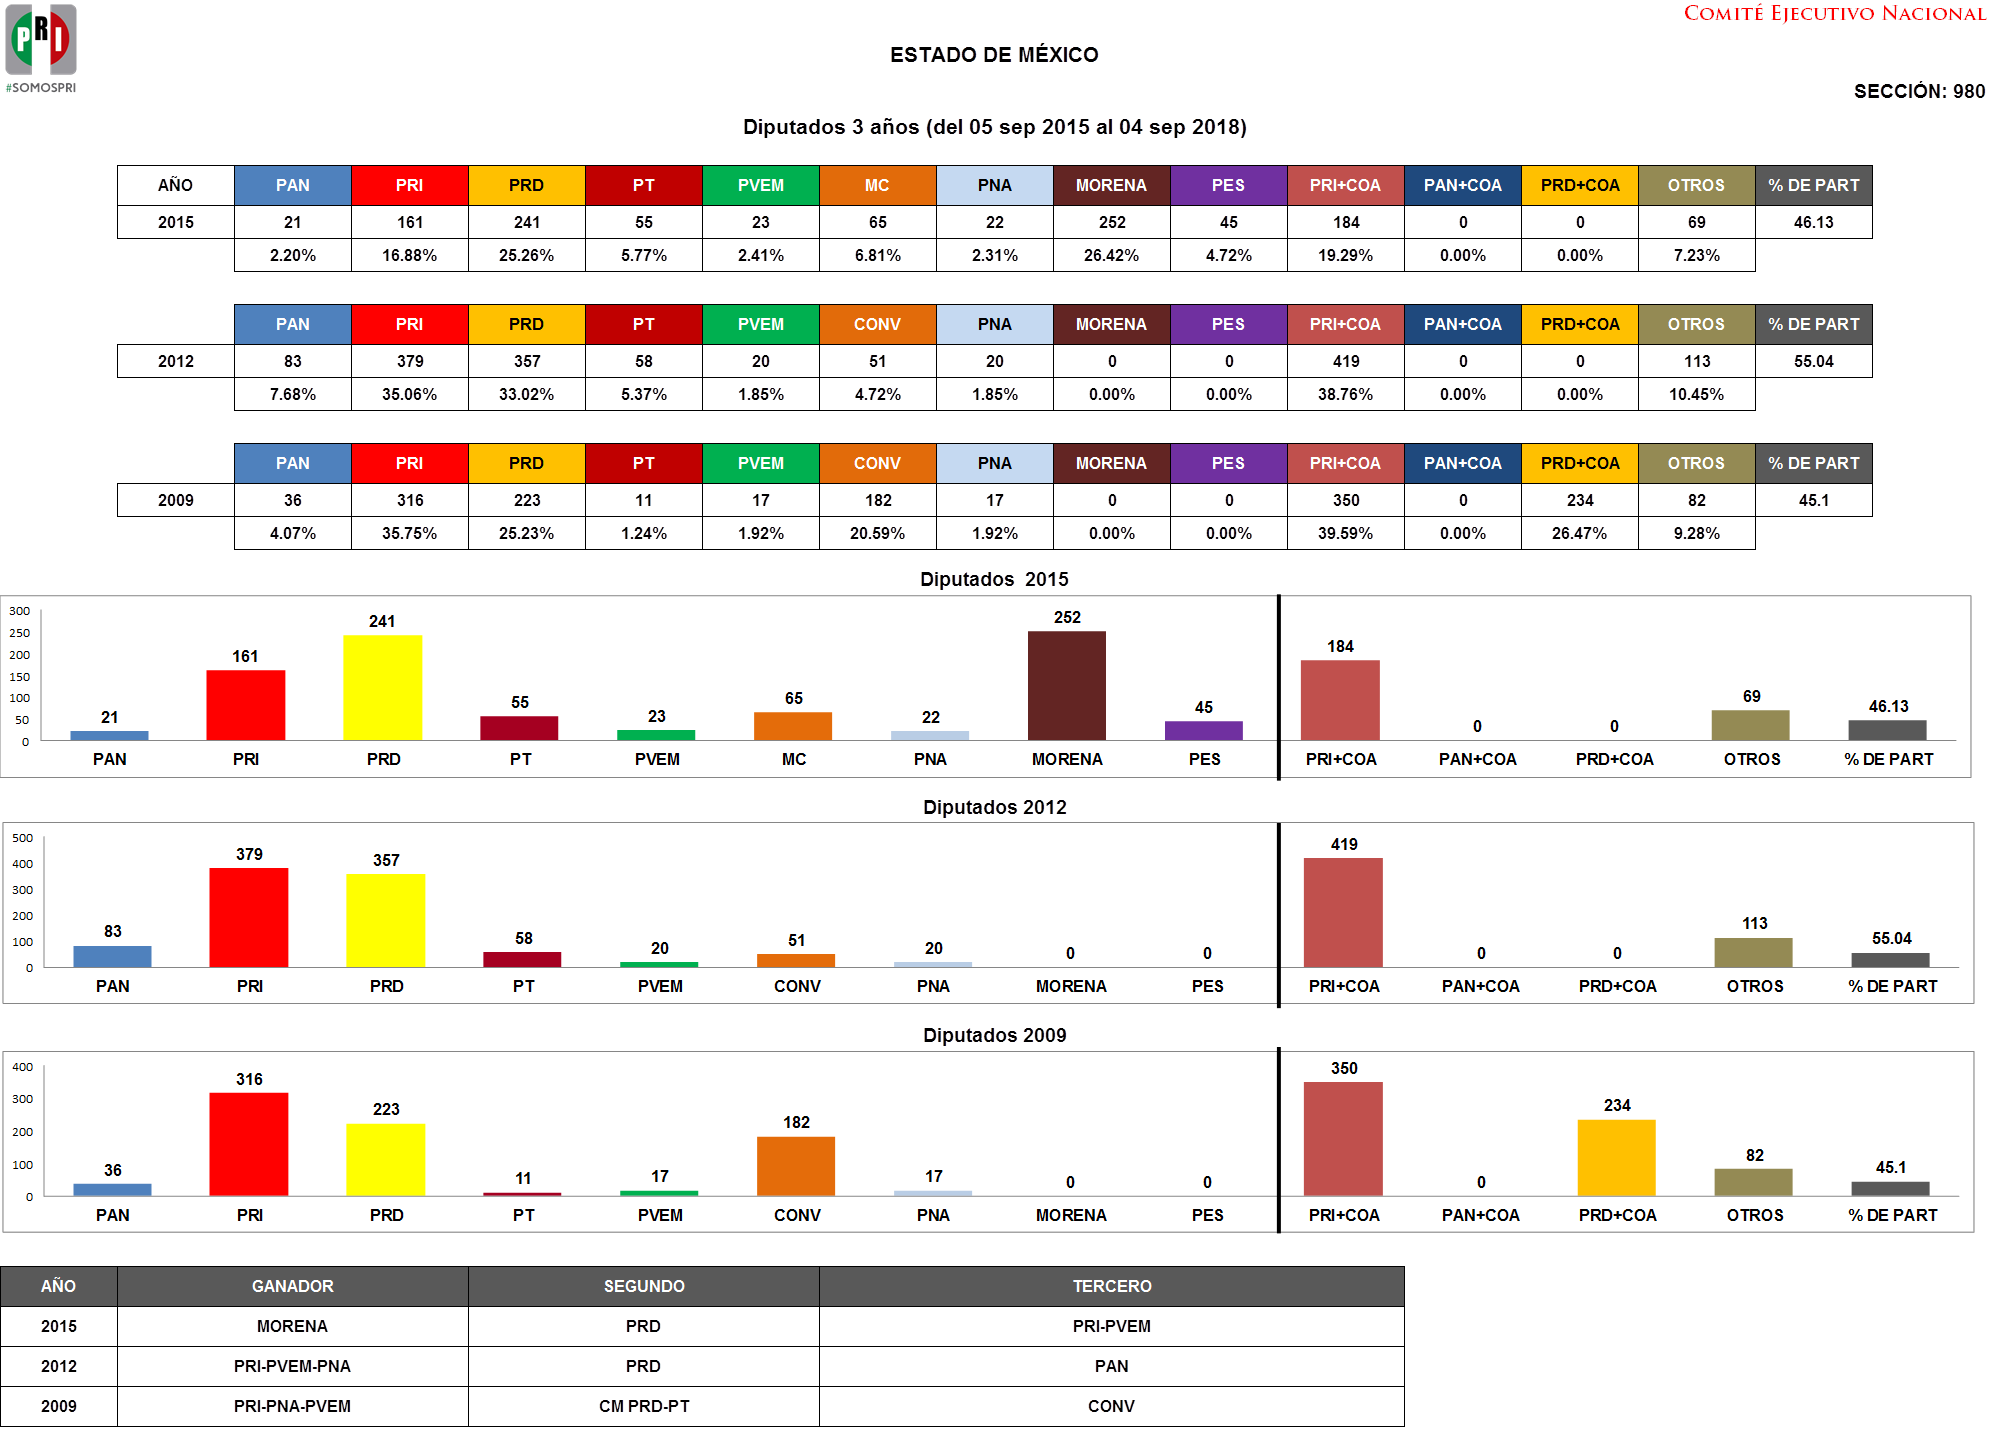 PRI
#SOMOSPRI
COMITÉ EJECUTIVO NACIONAL
ESTADO DE MÉXICO
SECCIÓN: 980
Diputados 3 años (del 05 sep 2015 al 04 sep 2018)
AÑO PAN PRI PRD PT PVEM MC PNA MORENA PES PRI+COA PAN+COA PRD+COA OTROS % DE PART
2015 21 161 241 55 23 65 22 252 45 184 0 0 69 46.13
2.20% 16.88% 25.26% 5.77% 2.41% 6.81% 2.31% 26.42% 4.72% 19.29% 0.00% 0.00% 7.23%
PAN PRI PRD PT PVEM CONV PNA MORENA PES PRI+COA PAN+COA PRD+COA OTROS % DE PART
2012 83 379 357 58 20 51 20 0 0 419 0 0 113 55.04
7.68% 35.06% 33.02% 5.37% 1.85% 4.72% 1.85% 0.00% 0.00% 38.76% 0.00% 0.00% 10.45%
PAN PRI PRD PT PVEM CONV PNA MORENA PES PRI+COA PAN+COA PRD+COA OTROS % DE PART
2009 36 316 223 11 17 182 17 0 0 350 0 234 82 45.1
4.07% 35.75% 25.23% 1.24% 1.92% 20.59% 1.92% 0.00% 0.00% 39.59% 0.00% 26.47% 9.28%
Diputados 2015
300
250
200
150
100
50
0
21 161 241 55 23 65 22 252 45 184 0 0 69 46.13
PAN PRI PRD PT PVEM MC PNA MORENA PES PRI+COA PAN+COA PRD+COA OTROS % DE PART
Diputados 2012
500
400
300
200
100
0
83 379 357 58 20 51 20 0 0 419 0 0 113 55.04
PAN PRI PRD PT PVEM CONV PNA MORENA PES PRI+COA PAN+COA PRD+COA OTROS % DE PART
Diputados 2009
400
300
200
100
0
36 316 223 11 17 182 17 0 0 350 0 234 82 45.1
PAN PRI PRD PT PVEM CONV PNA MORENA PES PRI+COA PAN+COA PRD+COA OTROS % DE PART
AÑO GANADOR SEGUNDO TERCERO
2015 MORENA PRD PRI-PVEM
2012 PRI-PVEM-PNA PRD PAN
2009 PRI-PNA-PVEM CM PRD-PT CONV